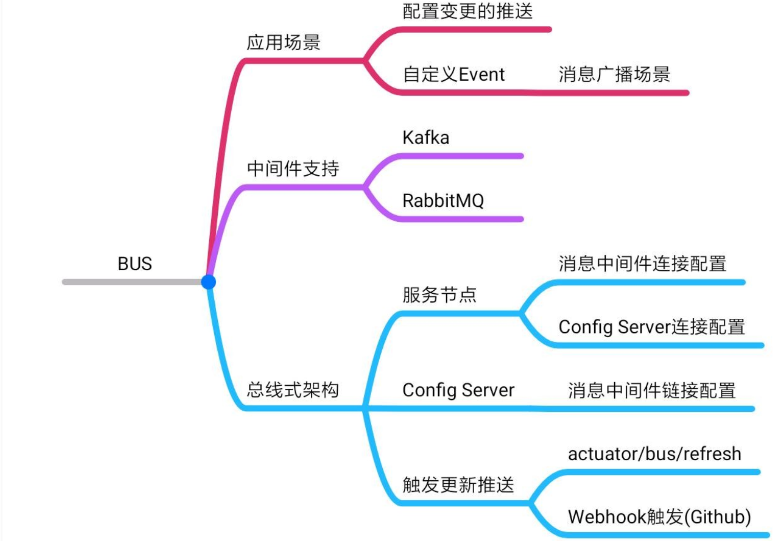 配置变更的推送
应用场景
自定义Event
消息广播场景
Kafka
中间件支持
RabbitMQ
BUS
消息中间件连接配置
服务节点
Config Server连接配置
总线式架构
Config Server
消息中间件链接配置
actuator/bus/refresh
触发更新推送
Webhook触发(Github)